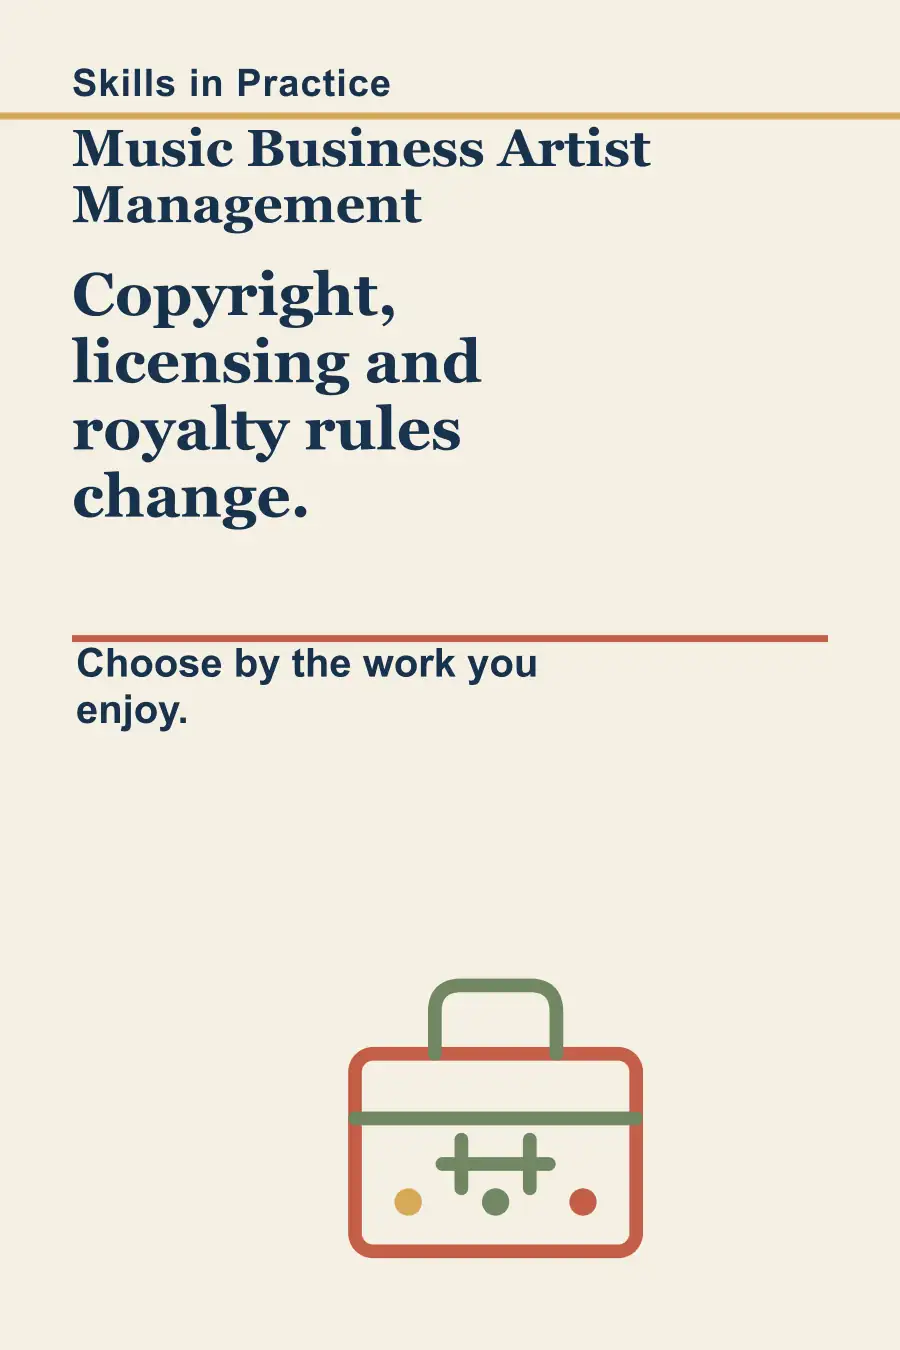 Skills in Practice
Music Business Artist
Management
Copyright,
licensing and
royalty rules
change.
Choose by the work you
enjoy.